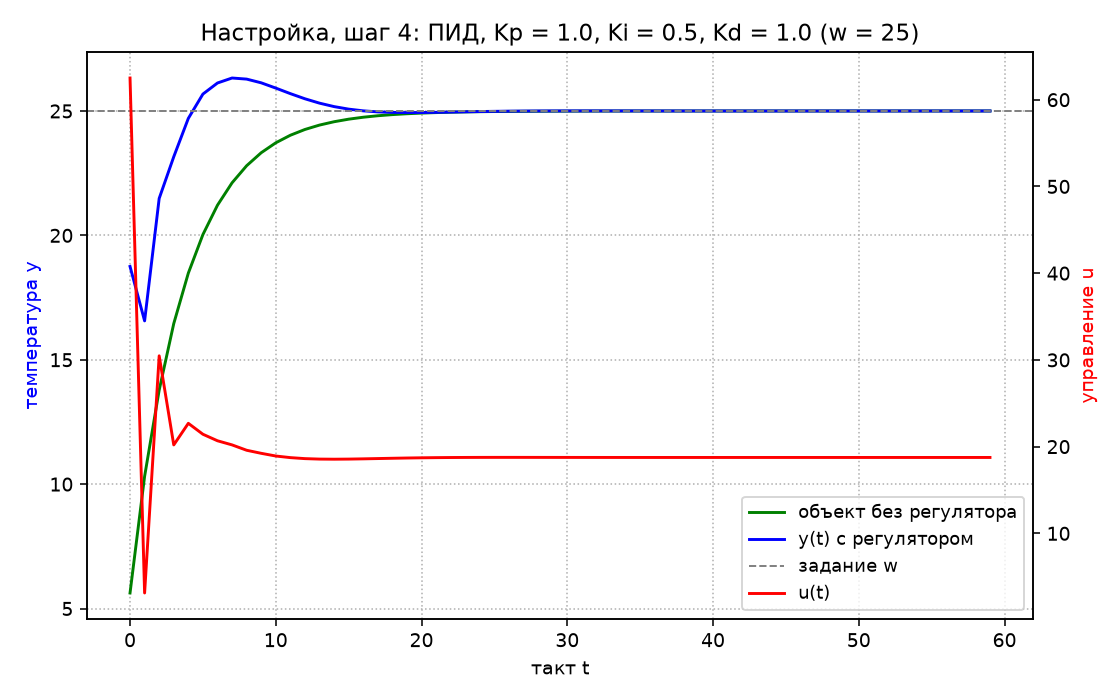 Настройка, шаг 4: ПИД, Kp = 1.0, Ki = 0.5, Kd = 1.0 (w = 25)
температура y
25
20
15
10
5
60
50
40
30
20
10
управление u
объект без регулятора
y(t) с регулятором
задание w
u(t)
0 10 20 30 40 50 60
такт t